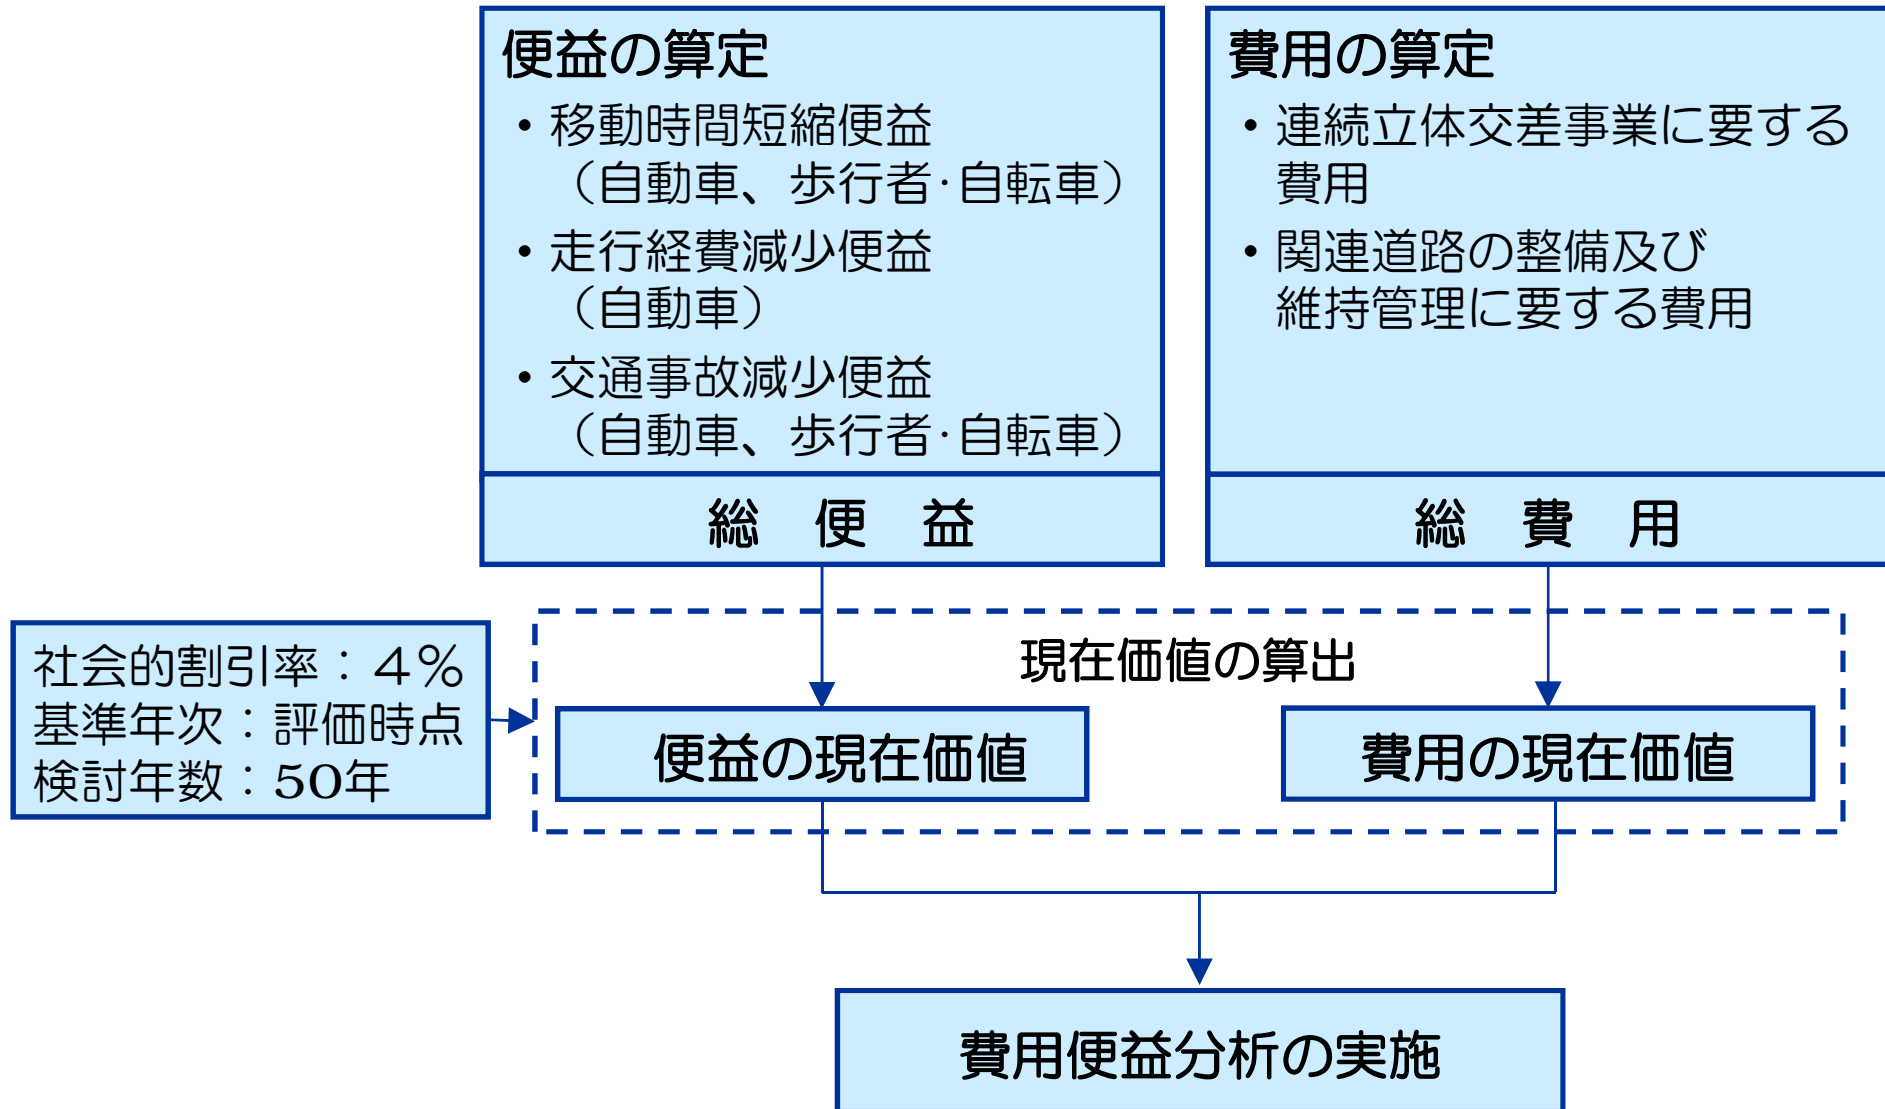 便益の算定
・移動時間短縮便益
（自動車、歩行者･自転車）
・走行経費減少便益
（自動車）
・交通事故減少便益
（自動車、歩行者･自転車）
総　便　益
費用の算定
・連続立体交差事業に要する
費用
・関連道路の整備及び
維持管理に要する費用
総　費　用
社会的割引率：４％
基準年次：評価時点
検討年数：50年
現在価値の算出
便益の現在価値
費用の現在価値
費用便益分析の実施